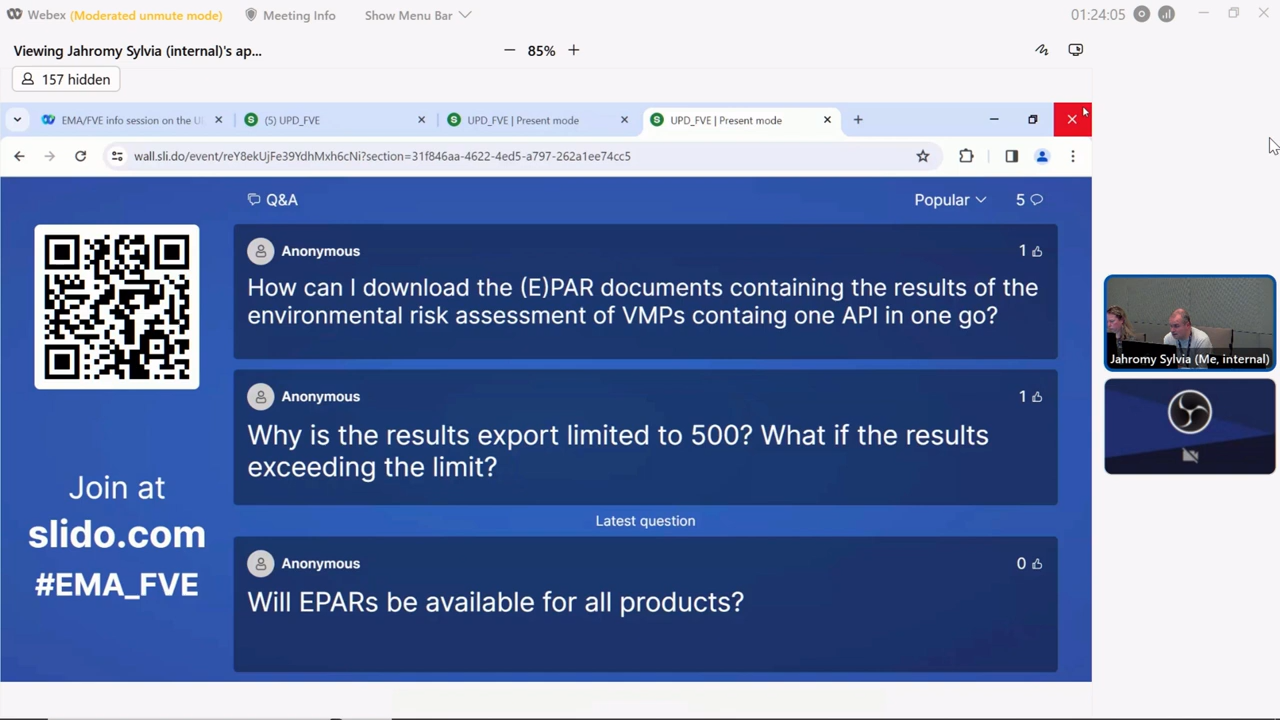 Webex (Moderated unmute mode) Meeting Info Show Menu Bar 01:24:05
Viewing Jahromy Sylvia (internal)'s ap... 85%
157 hidden
EMA/FVE info session on the U (5) UPD_FVE UPD_FVE | Present mode UPD_FVE | Present mode
wall.sli.do/event/reY8ekUjFe39YdhMxh6cNi?section=31f846aa-4622-4ed5-a797-262a1ee74cc5
Q&A Popular 5
Anonymous 1
How can I download the (E)PAR documents containing the results of the
environmental risk assessment of VMPs containg one API in one go?
Anonymous 1
Why is the results export limited to 500? What if the results
exceeding the limit?
Latest question
Anonymous 0
Will EPARs be available for all products?
Join at
slido.com
#EMA_FVE
Jahromy Sylvia (Me, internal)